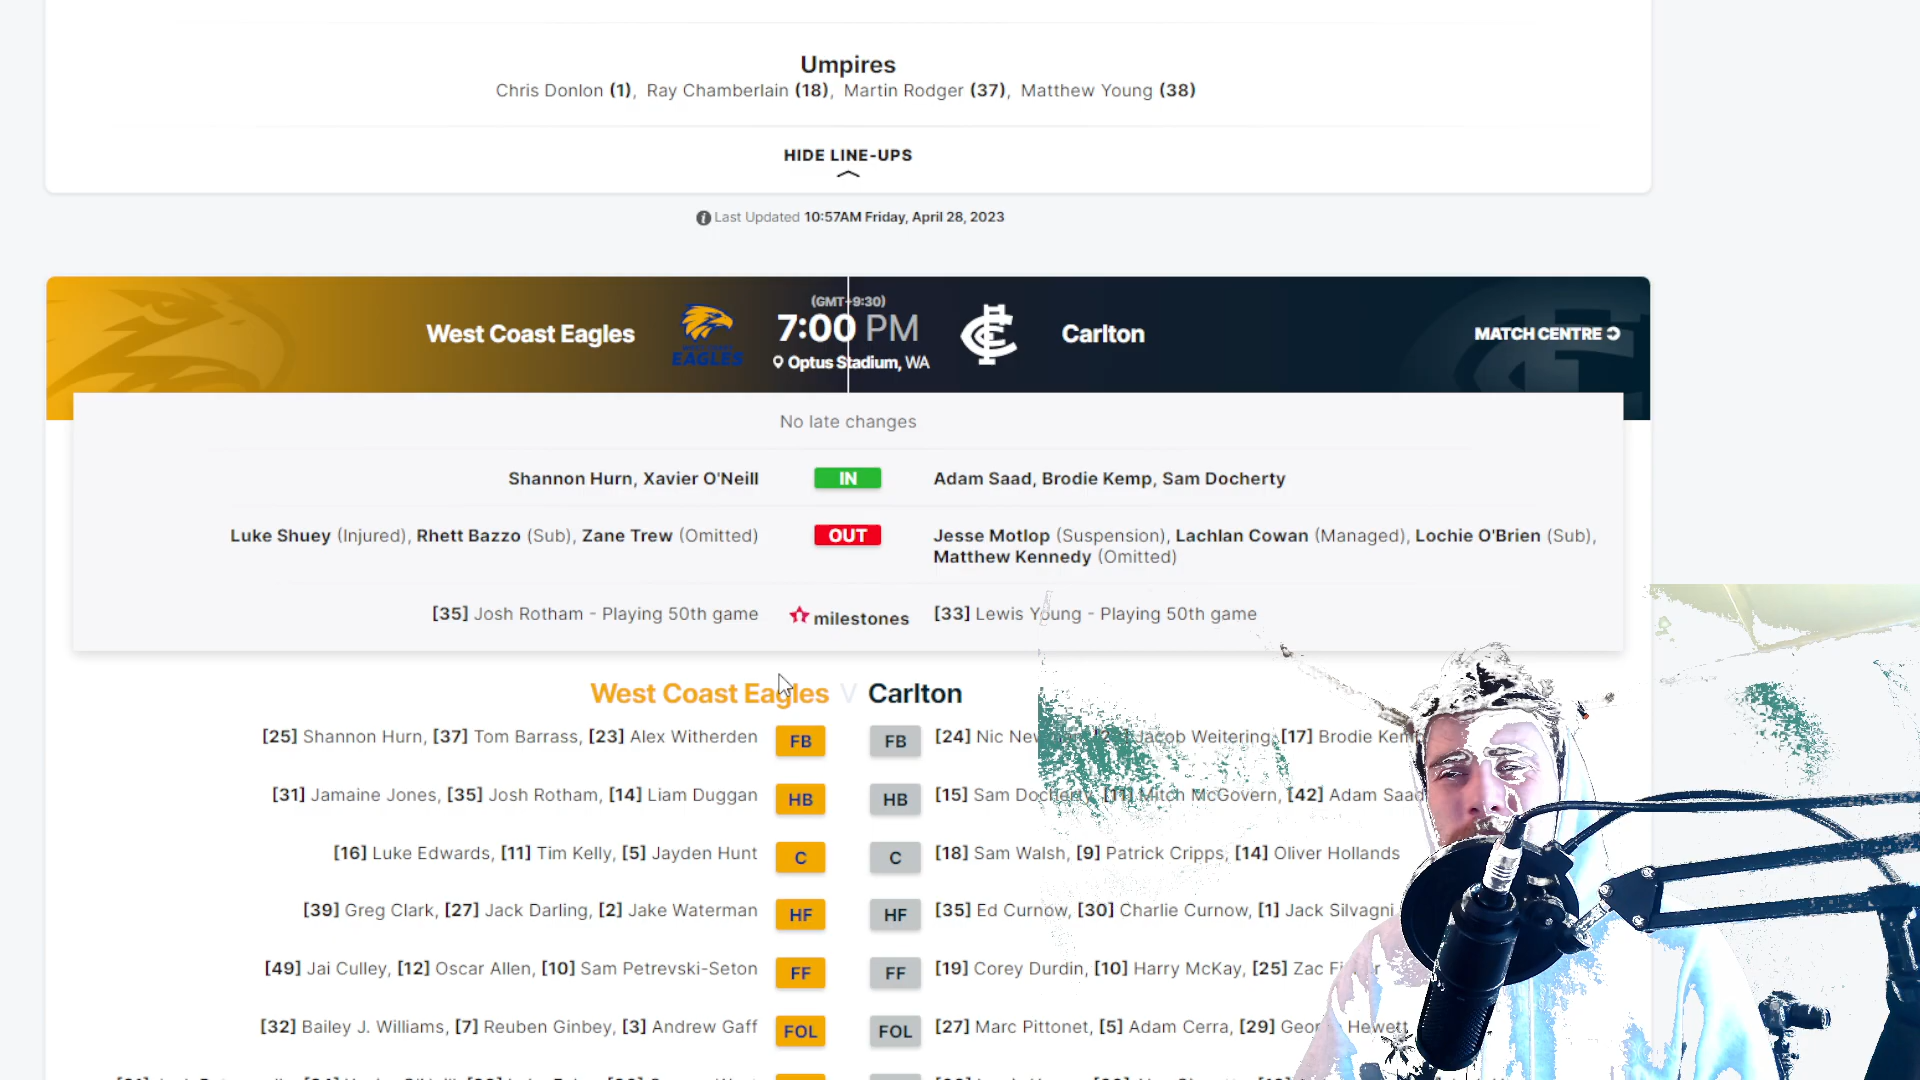 Umpires
Chris Donlon (1), Ray Chamberlain (18), Martin Rodger (37), Matthew Young (38)
HIDE LINE-UPS
Last Updated 10:57AM Friday, April 28, 2023
(GMT+9:30)
West Coast Eagles EAGLES 7:00 PM Carlton MATCH CENTRE
Optus Stadium, WA
No late changes
Shannon Hurn, Xavier O'Neill IN Adam Saad, Brodie Kemp, Sam Docherty
Luke Shuey (Injured), Rhett Bazzo (Sub), Zane Trew (Omitted) OUT Jesse Motlop (Suspension), Lachlan Cowan (Managed), Lochie O'Brien (Sub),
Matthew Kennedy (Omitted)
[35] Josh Rotham - Playing 50th game milestones [33] Lewis Young - Playing 50th game
West Coast Eagles V Carlton
[25] Shannon Hurn, [37] Tom Barrass, [23] Alex Witherden FB FB [24] Nic Jacob Weitering, [17] Brodie Kemp
[31] Jamaine Jones, [35] Josh Rotham, [14] Liam Duggan HB HB [15] Sam Docherty, [11] Mitch McGovern, [42] Adam Saad
[16] Luke Edwards, [11] Tim Kelly, [5] Jayden Hunt C C [18] Sam Walsh, [9] Patrick Cripps, [14] Oliver Hollands
[39] Greg Clark, [27] Jack Darling, [2] Jake Waterman HF HF [35] Ed Curnow, [30] Charlie Curnow, [1] Jack Silvagni
[49] Jai Culley, [12] Oscar Allen, [10] Sam Petrevski-Seton FF FF [19] Corey Durdin, [10] Harry McKay, [25] Zac
[32] Bailey J. Williams, [7] Reuben Ginbey, [3] Andrew Gaff FOL FOL [27] Marc Pittonet, [5] Adam Cerra, [29] Hewett